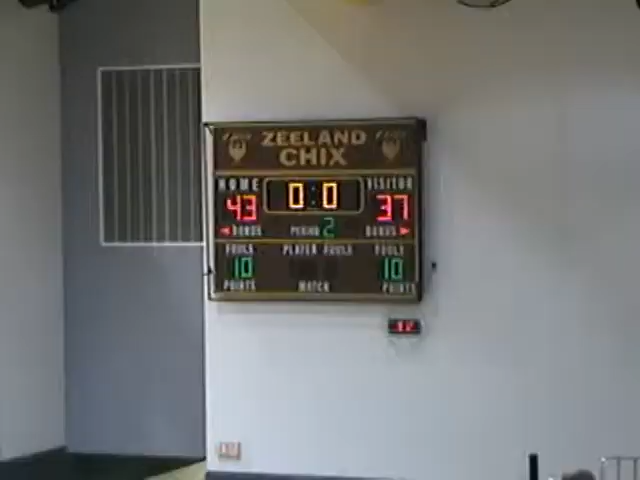 ZEELAND
CHIX
HOME 0:0 VISITOR
43 37
BONUS PERIOD 2 BONUS
FOULS PLAYER FOULS FOULS
10 10
POINTS MATCH POINTS